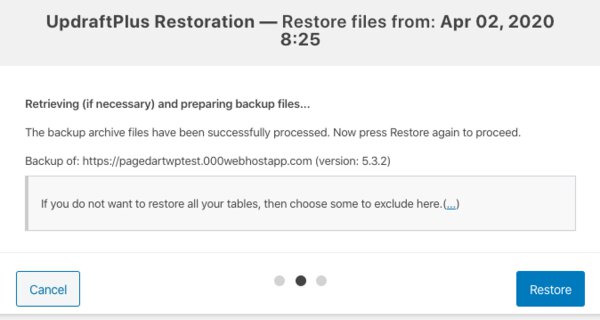 UpdraftPlus Restoration — Restore files from: Apr 02, 2020
8:25
Retrieving (if necessary) and preparing backup files...
The backup archive files have been successfully processed. Now press Restore again to proceed.
Backup of: https://pagedartwptest.000webhostapp.com (version: 5.3.2)
If you do not want to restore all your tables, then choose some to exclude here.(...)
Cancel
Restore